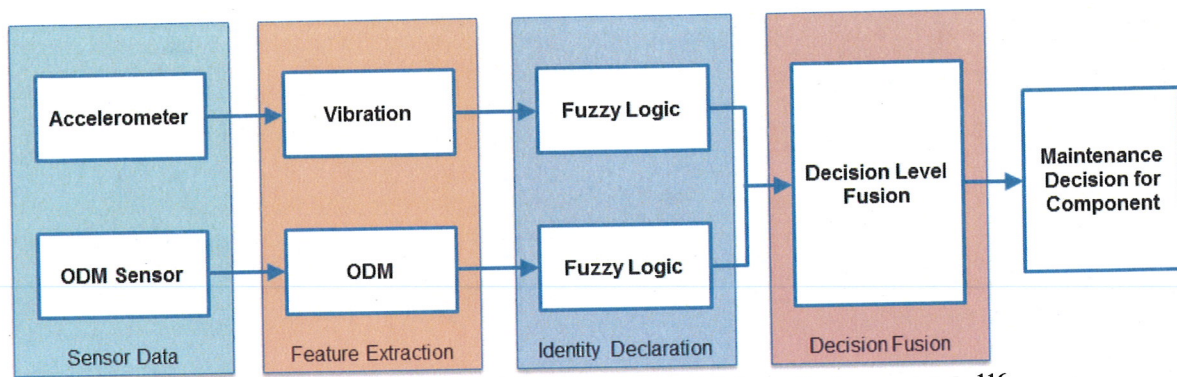 Accelerometer
Vibration
Fuzzy Logic
Decision Level
Fusion
Maintenance
Decision for
Component
ODM Sensor
ODM
Fuzzy Logic
Sensor Data
Feature Extraction
Identity Declaration
Decision Fusion
116